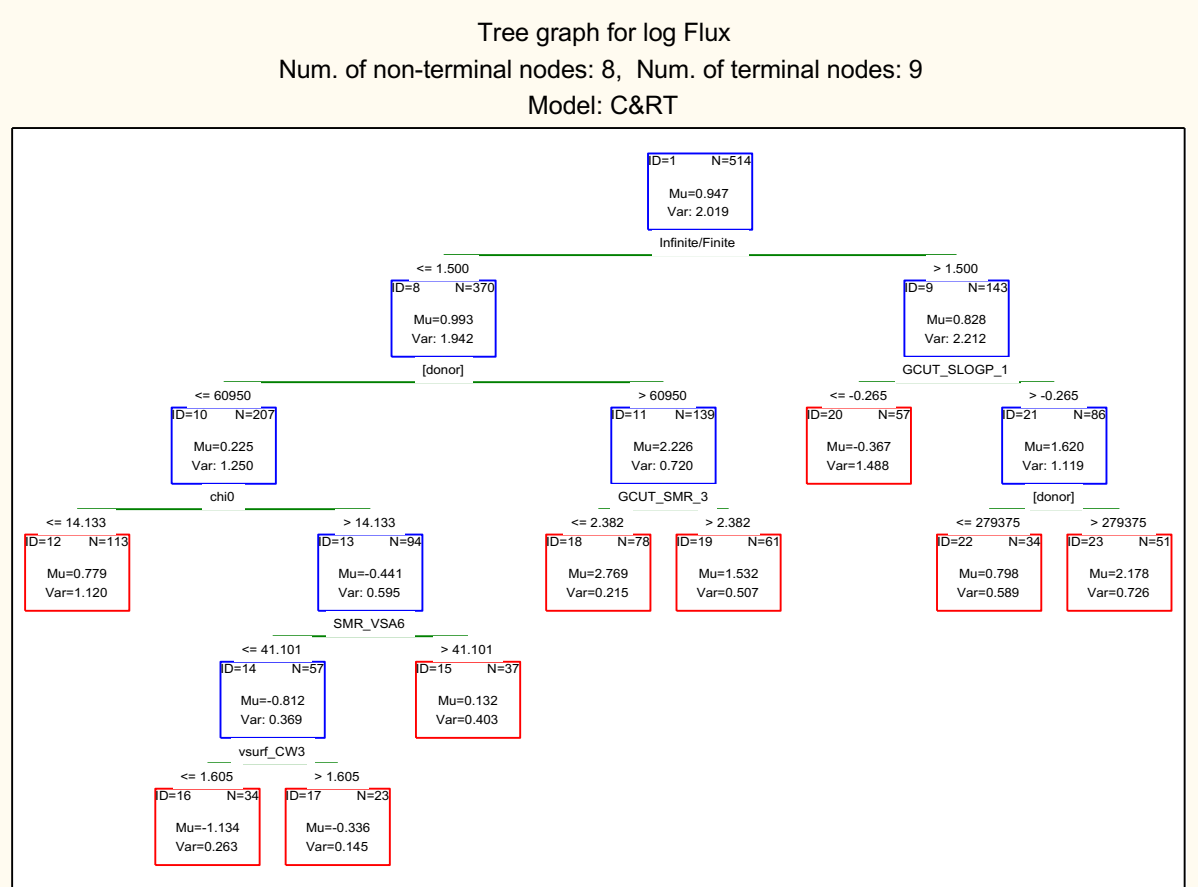 Tree graph for log Flux
Num. of non-terminal nodes: 8,  Num. of terminal nodes: 9
Model: C&RT
ID=1 N=514
Mu=0.947
Var: 2.019
Infinite/Finite
<= 1.500 > 1.500
ID=8 N=370 ID=9 N=143
Mu=0.993 Mu=0.828
Var: 1.942 Var: 2.212
[donor] GCUT_SLOGP_1
<= 60950 > 60950 <= -0.265 > -0.265
ID=10 N=207 ID=11 N=139 ID=20 N=57 ID=21 N=86
Mu=0.225 Mu=2.226 Mu=-0.367 Mu=1.620
Var: 1.250 Var: 0.720 Var=1.488 Var: 1.119
chi0 GCUT_SMR_3 [donor]
<= 14.133 > 14.133 <= 2.382 > 2.382 <= 279375 > 279375
ID=12 N=113 ID=13 N=94 ID=18 N=78 ID=19 N=61 ID=22 N=34 ID=23 N=51
Mu=0.779 Mu=-0.441 Mu=2.769 Mu=1.532 Mu=0.798 Mu=2.178
Var=1.120 Var: 0.595 Var=0.215 Var=0.507 Var=0.589 Var=0.726
SMR_VSA6
<= 41.101 > 41.101
ID=14 N=57 ID=15 N=37
Mu=-0.812 Mu=0.132
Var: 0.369 Var=0.403
vsurf_CW3
<= 1.605 > 1.605
ID=16 N=34 ID=17 N=23
Mu=-1.134 Mu=-0.336
Var=0.263 Var=0.145